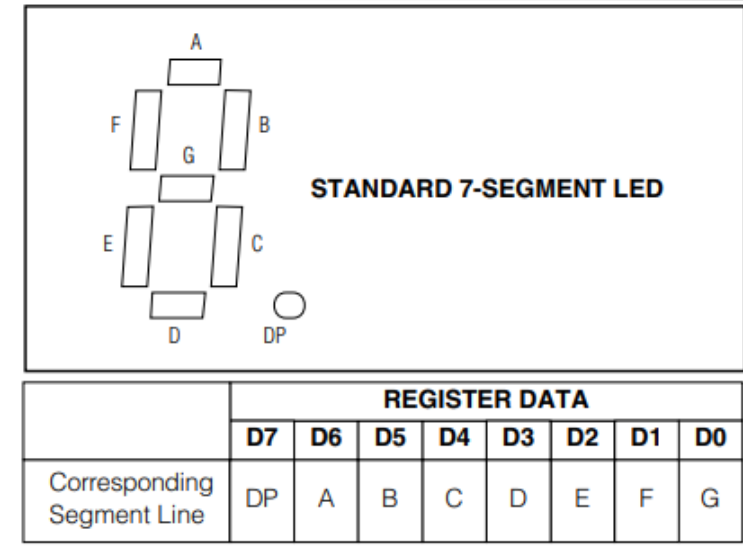 A
F B
G
STANDARD 7-SEGMENT LED
E C
D DP
REGISTER DATA
D7 D6 D5 D4 D3 D2 D1 D0
Corresponding
Segment Line
DP A B C D E F G